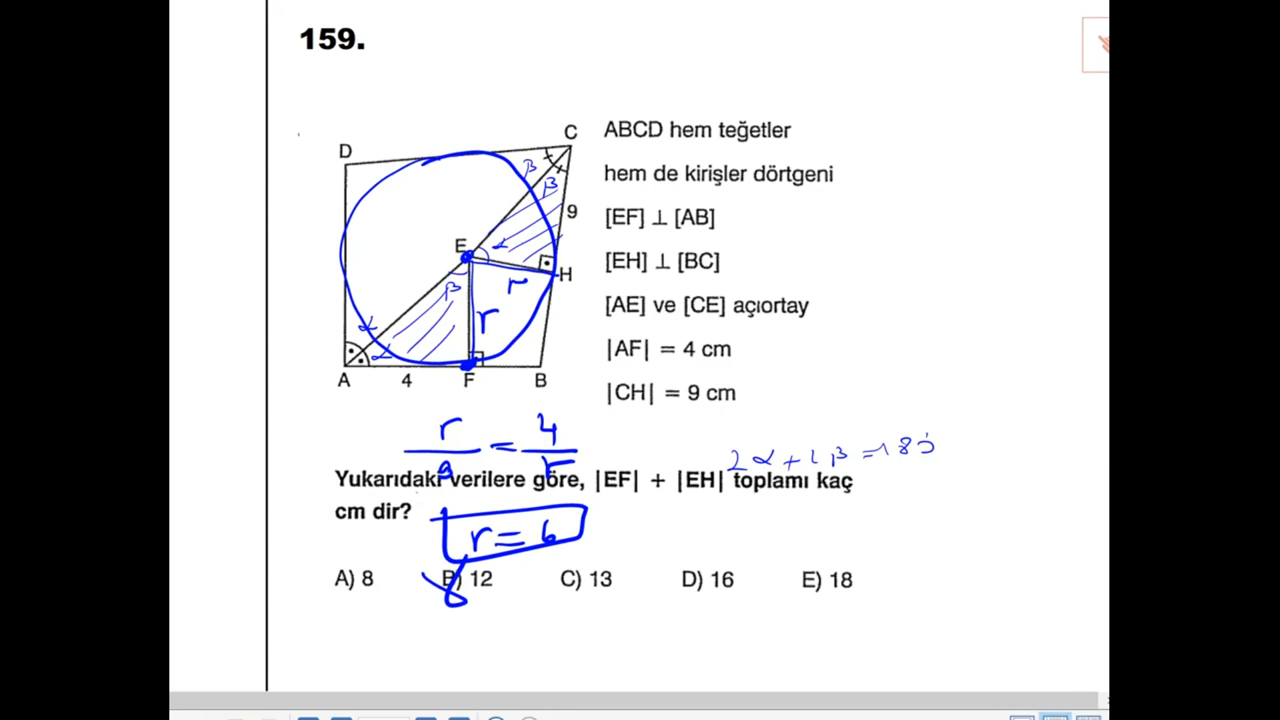 159.
ABCD hem teğetler
hem de kirişler dörtgeni
[EF] ⊥ [AB]
[EH] ⊥ [BC]
[AE] ve [CE] açıortay
|AF| = 4 cm
|CH| = 9 cm
D
C
β
β
9
E
α
H
r
β
r
α
α
A
4
F
B
r/9 = 4/r
2α + 2β = 180
Yukarıdaki verilere göre, |EF| + |EH| toplamı kaç
cm dir?
r = 6
A) 8 B) 12 C) 13 D) 16 E) 18